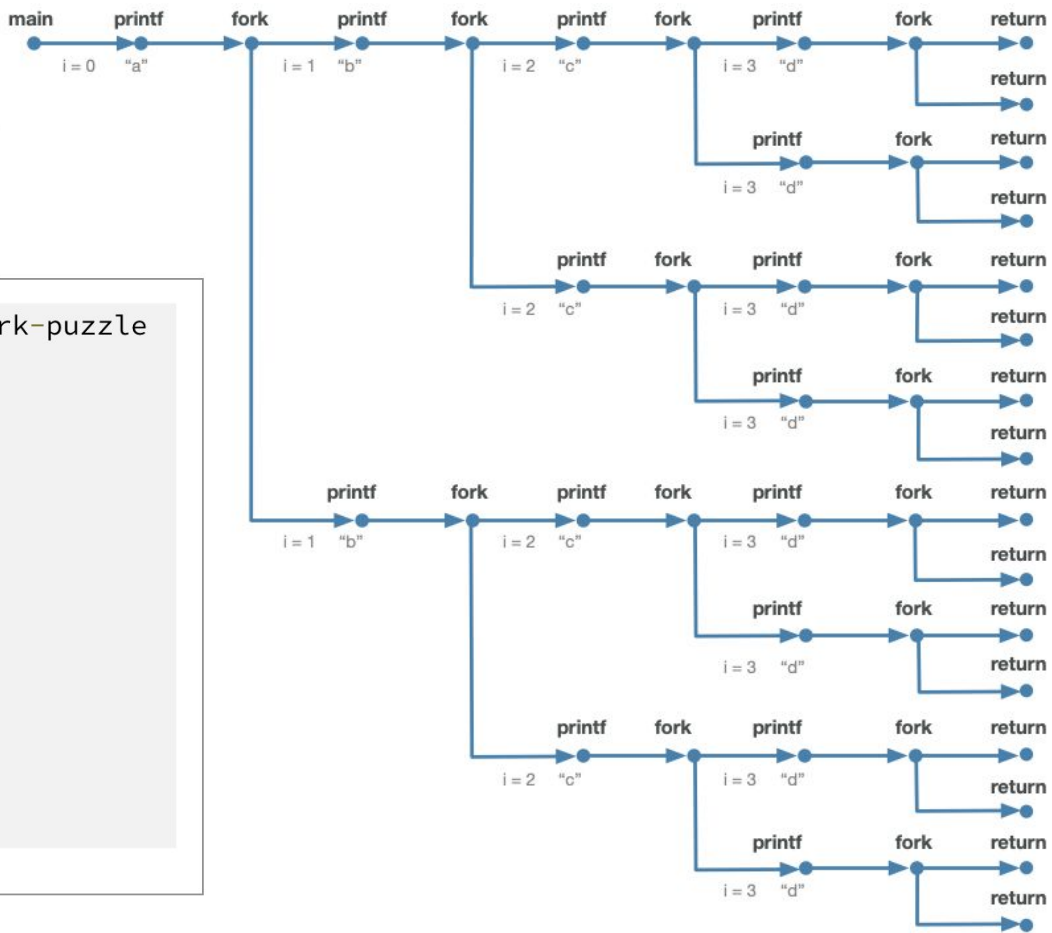 main printf fork printf fork printf fork printf fork return
i = 0 “a” i = 1 “b” i = 2 “c” i = 3 “d”
return
printf fork return
i = 3 “d”
return
printf fork printf fork return
i = 2 “c” i = 3 “d”
return
rk-puzzle
printf fork return
i = 3 “d”
return
printf fork printf fork printf fork return
i = 1 “b” i = 2 “c” i = 3 “d”
return
printf fork return
i = 3 “d”
return
printf fork printf fork return
i = 2 “c” i = 3 “d”
return
printf fork return
i = 3 “d”
return